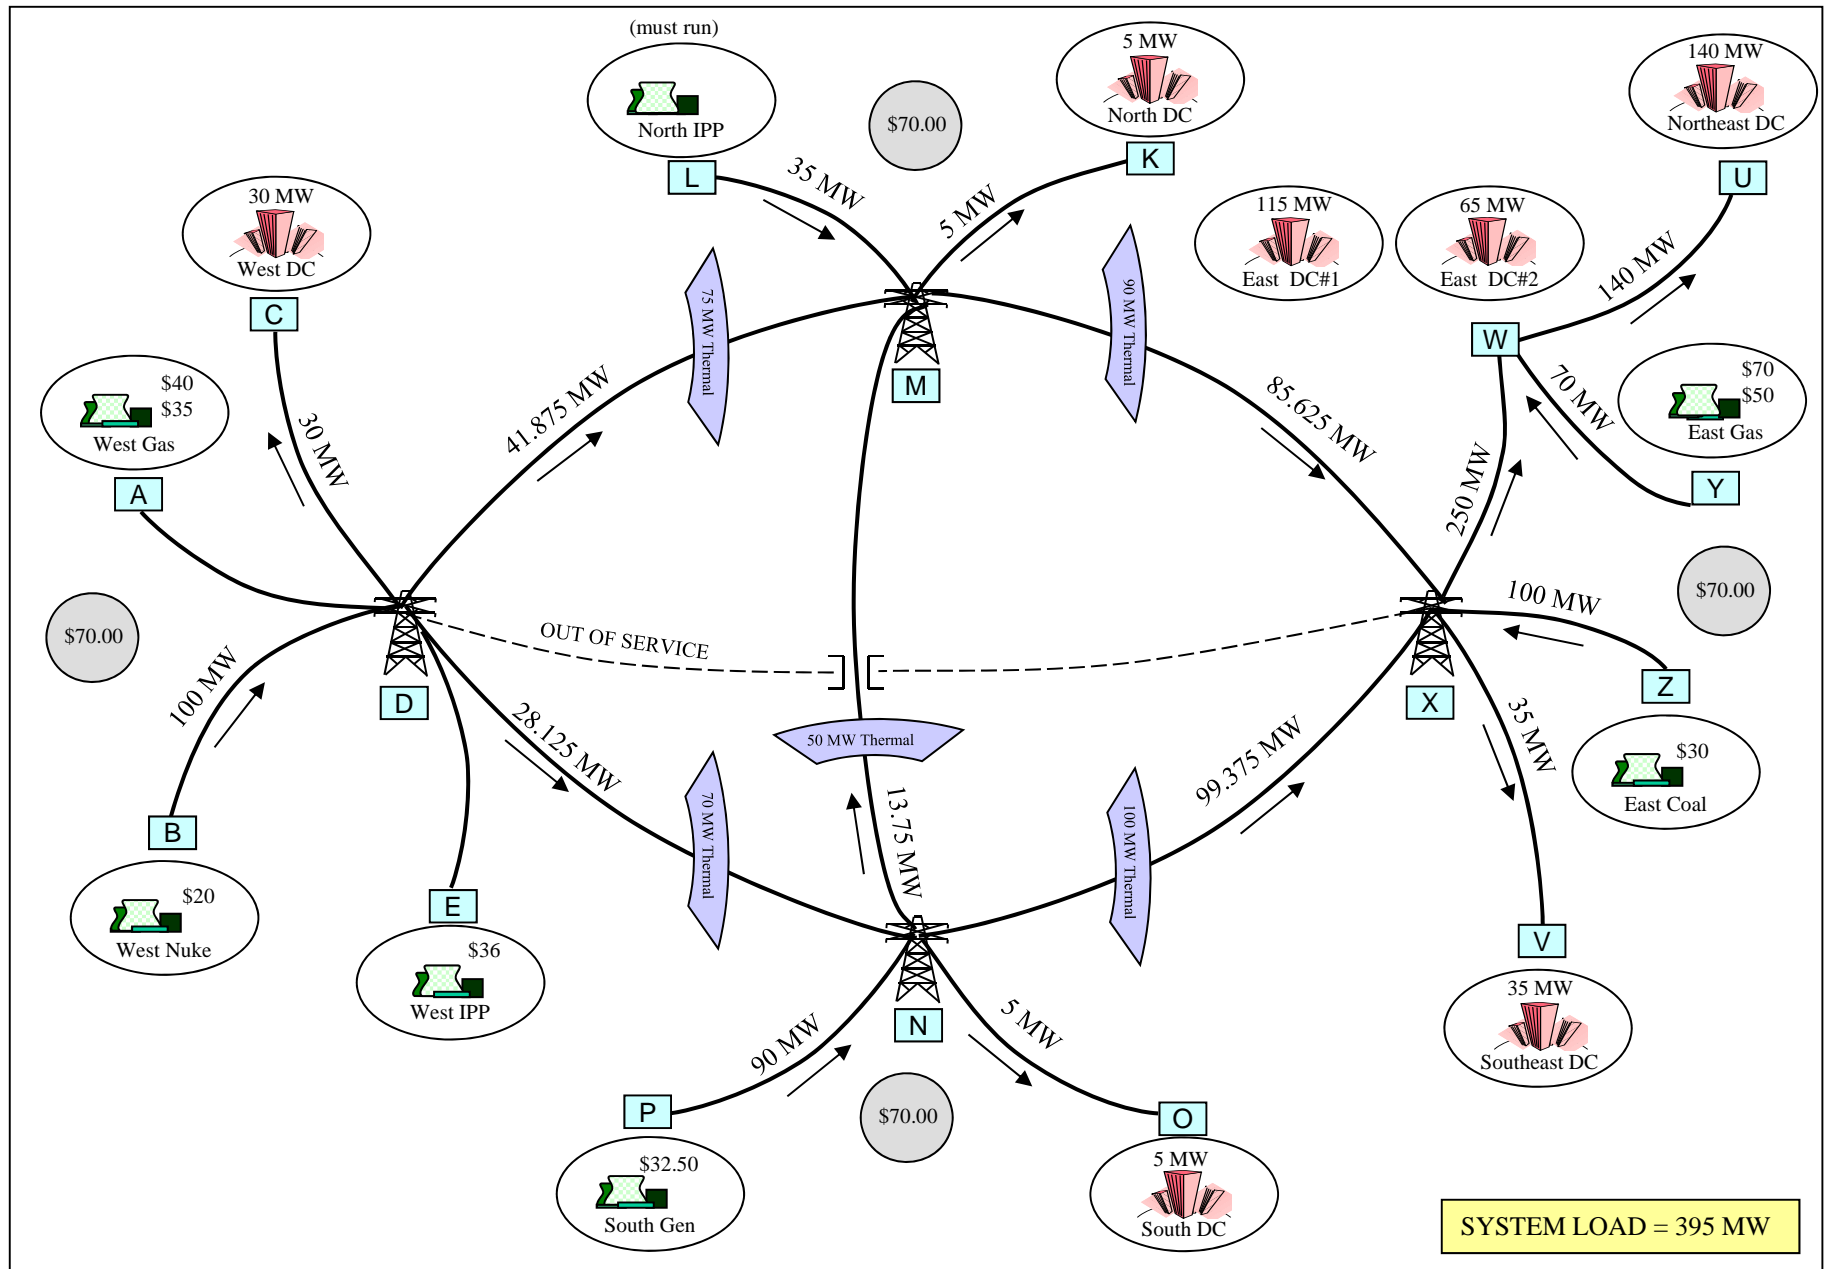 (must run)
North IPP
L
35 MW
$70.00
5 MW
North DC
K
5 MW
140 MW
Northeast DC
U
30 MW
West DC
C
115 MW
East DC#1
65 MW
East DC#2
W
140 MW
75 MW Thermal
90 MW Thermal
M
$40
$35
West Gas
A
30 MW
41.875 MW
85.625 MW
70 MW
$70
$50
East Gas
Y
250 MW
$70.00
100 MW
D
OUT OF SERVICE
100 MW
X
Z
$70.00
$30
East Coal
B
$20
West Nuke
E
$36
West IPP
28.125 MW
50 MW Thermal
13.75 MW
70 MW Thermal
100 MW Thermal
99.375 MW
35 MW
V
35 MW
Southeast DC
N
90 MW
5 MW
P
$32.50
South Gen
$70.00
O
5 MW
South DC
SYSTEM LOAD = 395 MW